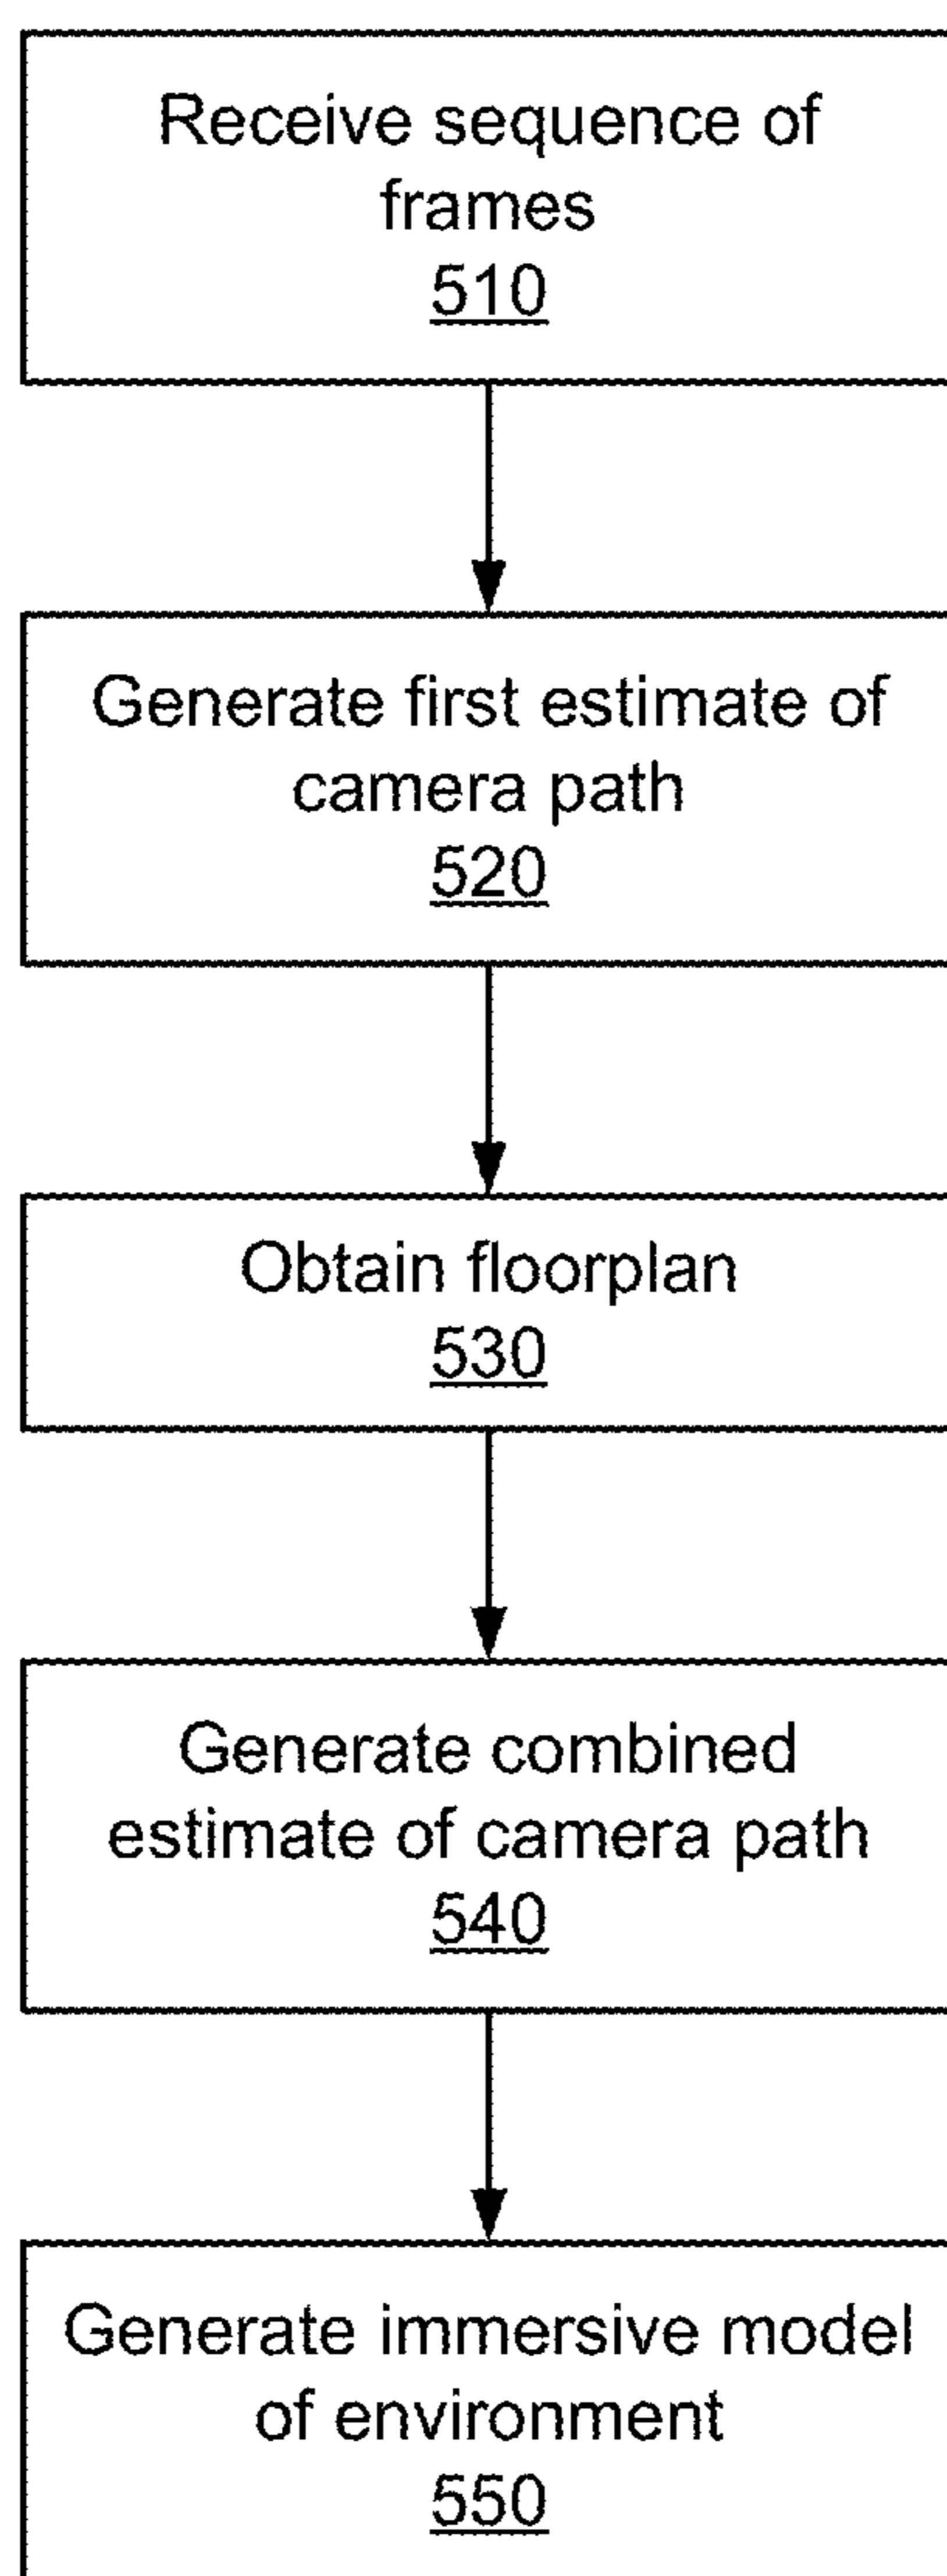 Receive sequence of
frames
510
Generate first estimate of
camera path
520
Obtain floorplan
530
Generate combined
estimate of camera path
540
Generate immersive model
of environment
550